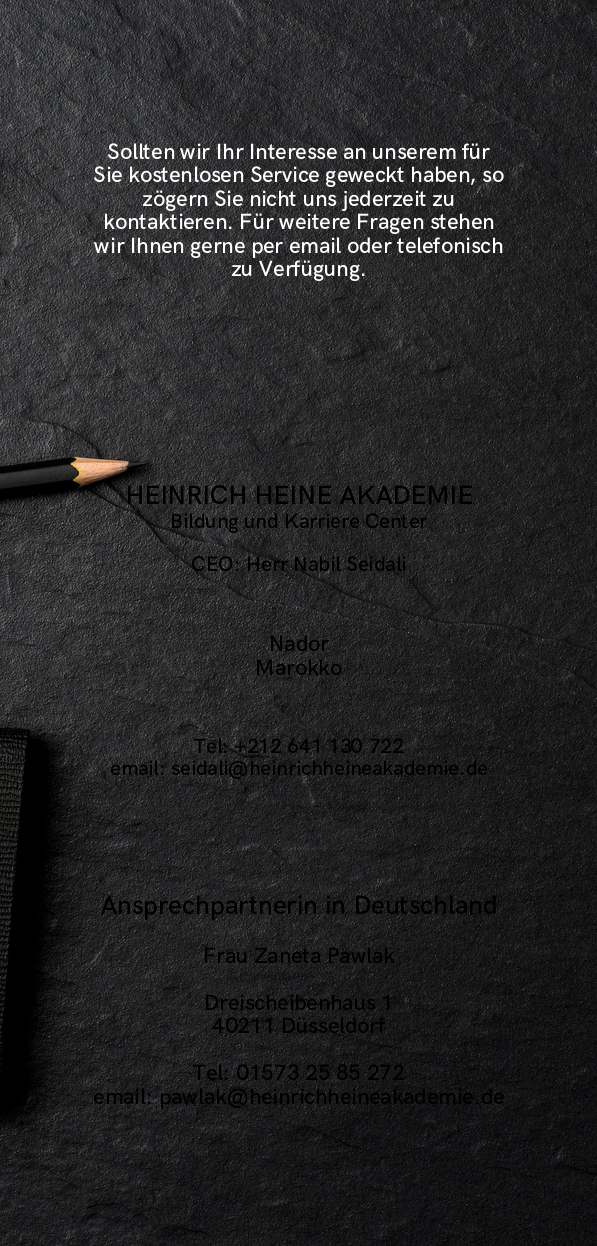 Sollten wir Ihr Interesse an unserem für
Sie kostenlosen Service geweckt haben, so
zögern Sie nicht uns jederzeit zu
kontaktieren. Für weitere Fragen stehen
wir Ihnen gerne per email oder telefonisch
zu Verfügung.
HEINRICH HEINE AKADEMIE
Bildung und Karriere Center
CEO: Herr Nabil Seidali
Nador
Marokko
Tel: +212 641 130 722
email: seidali@heinrichheineakademie.de
Ansprechpartnerin in Deutschland
Frau Zaneta Pawlak
Dreischeibenhaus 1
40211 Düsseldorf
Tel: 01573 25 85 272
email: pawlak@heinrichheineakademie.de